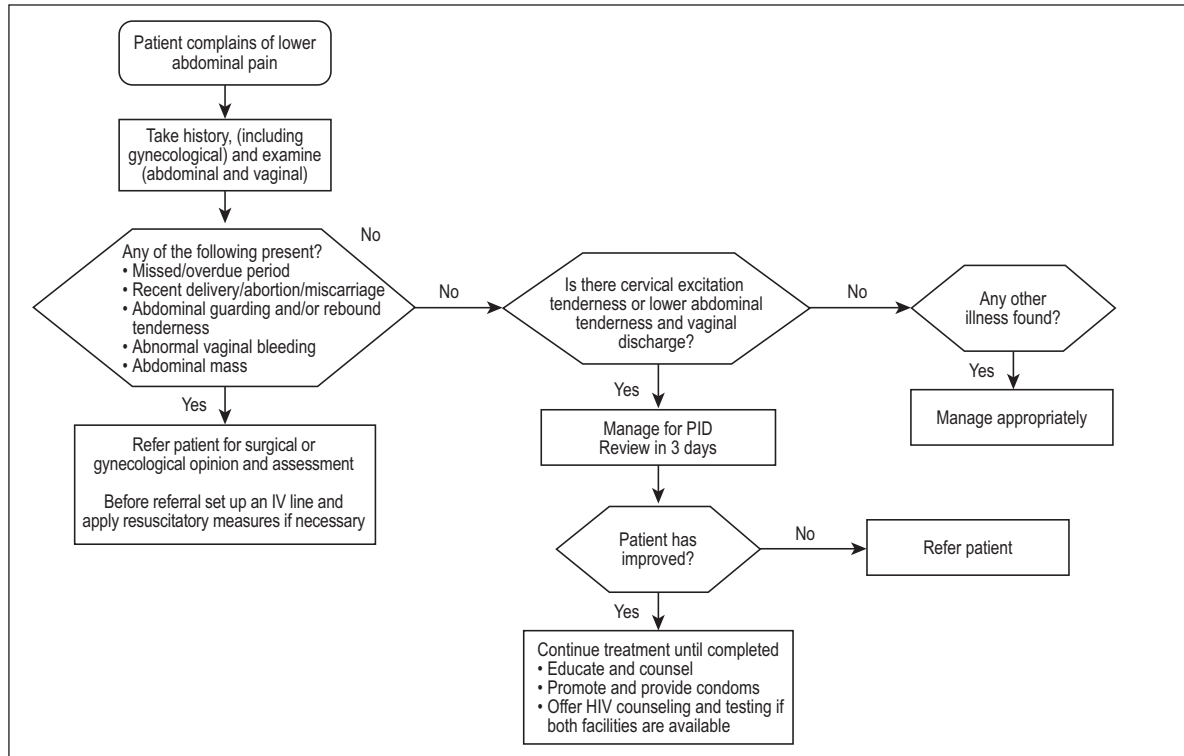 Patient complains of lower
abdominal pain
Take history, (including
gynecological) and examine
(abdominal and vaginal)
No
Any of the following present?
• Missed/overdue period
• Recent delivery/abortion/miscarriage
• Abdominal guarding and/or rebound
tenderness
• Abnormal vaginal bleeding
• Abdominal mass
No
Is there cervical excitation
tenderness or lower abdominal
tenderness and vaginal
discharge?
No
Any other
illness found?
Yes
Refer patient for surgical or
gynecological opinion and assessment
Before referral set up an IV line and
apply resuscitatory measures if necessary
Yes
Manage for PID
Review in 3 days
Yes
Manage appropriately
Patient has
improved?
No
Refer patient
Yes
Continue treatment until completed
• Educate and counsel
• Promote and provide condoms
• Offer HIV counseling and testing if
both facilities are available